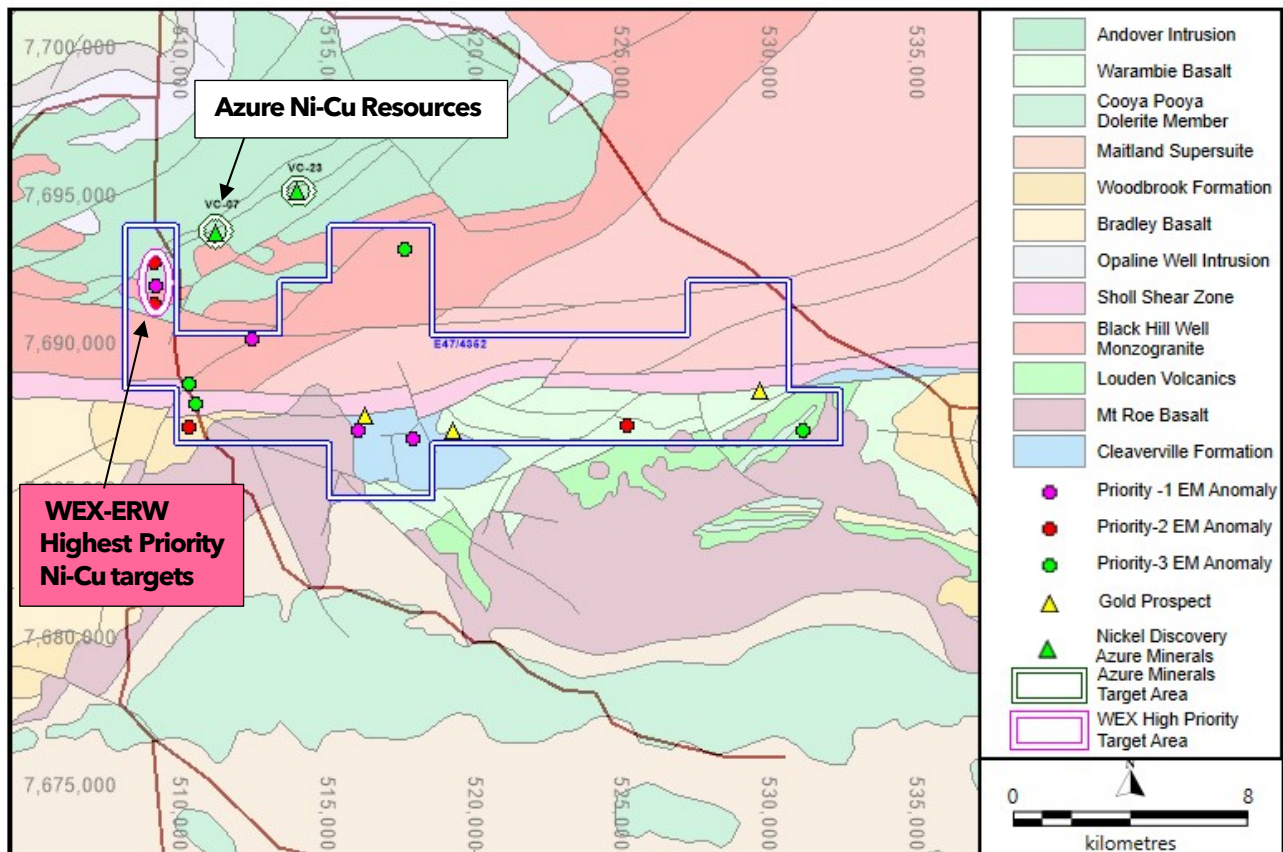 510,000
515,000
520,000
525,000
530,000
535,000
7,700,000
Azure Ni-Cu Resources
VC-23
7,695,000
VC-07
7,690,000
E47/4352
WEX-ERW
Highest Priority
Ni-Cu targets
7,680,000
7,675,000
510,000
515,000
520,000
525,000
530,000
535,000
Andover Intrusion
Warambie Basalt
Cooya Pooya
Dolerite Member
Maitland Supersuite
Woodbrook Formation
Bradley Basalt
Opaline Well Intrusion
Sholl Shear Zone
Black Hill Well
Monzogranite
Louden Volcanics
Mt Roe Basalt
Cleaverville Formation
Priority -1 EM Anomaly
Priority-2 EM Anomaly
Priority-3 EM Anomaly
Gold Prospect
Nickel Discovery
Azure Minerals
Azure Minerals
Target Area
WEX High Priority
Target Area
N
0 8
kilometres